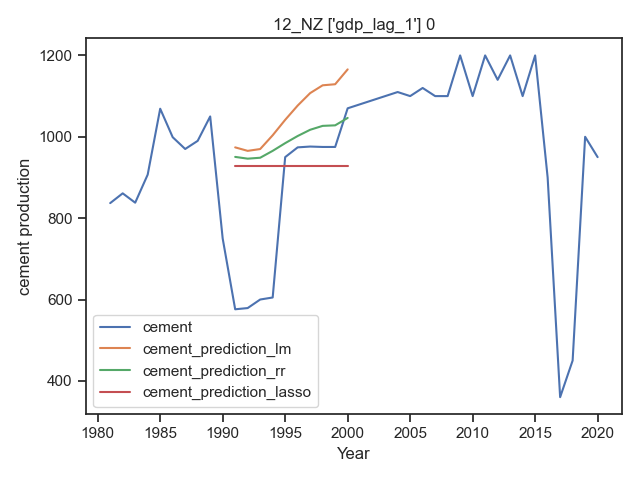 12_NZ ['gdp_lag_1'] 0
cement production
1200
1000
800
600
400
cement
cement_prediction_lm
cement_prediction_rr
cement_prediction_lasso
1980 1985 1990 1995 2000 2005 2010 2015 2020
Year